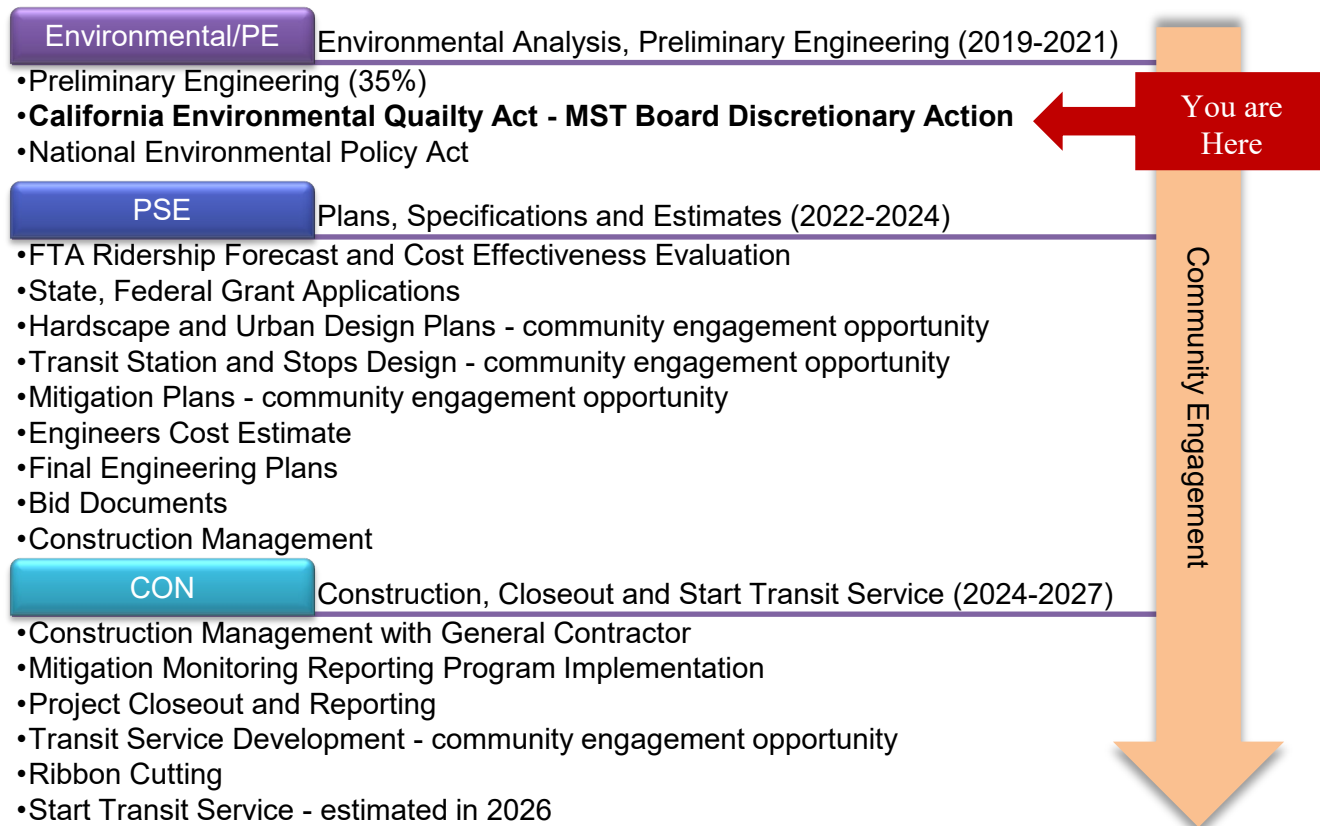 Environmental/PE
Environmental Analysis, Preliminary Engineering (2019-2021)
•Preliminary Engineering (35%)
•California Environmental Quailty Act - MST Board Discretionary Action
•National Environmental Policy Act
You are
Here
PSE
Plans, Specifications and Estimates (2022-2024)
•FTA Ridership Forecast and Cost Effectiveness Evaluation
•State, Federal Grant Applications
•Hardscape and Urban Design Plans - community engagement opportunity
•Transit Station and Stops Design - community engagement opportunity
•Mitigation Plans - community engagement opportunity
•Engineers Cost Estimate
•Final Engineering Plans
•Bid Documents
•Construction Management
CON
Construction, Closeout and Start Transit Service (2024-2027)
•Construction Management with General Contractor
•Mitigation Monitoring Reporting Program Implementation
•Project Closeout and Reporting
•Transit Service Development - community engagement opportunity
•Ribbon Cutting
•Start Transit Service - estimated in 2026
Community Engagement